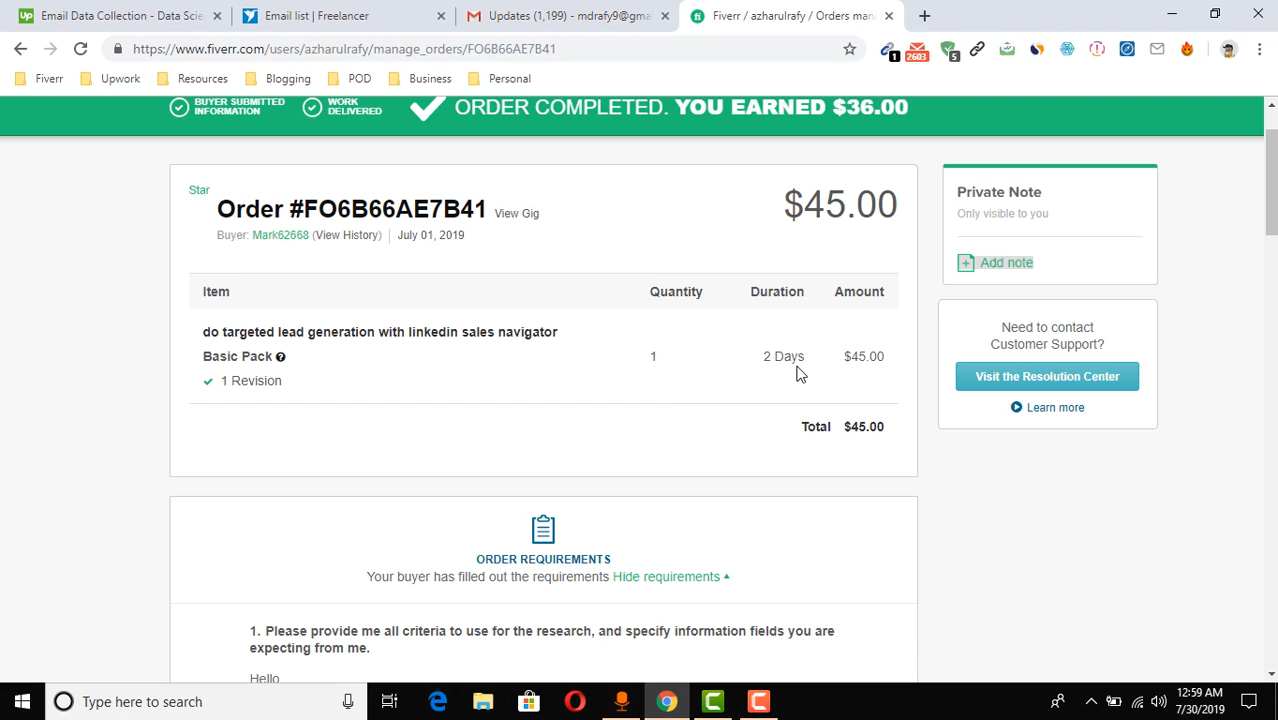 Up Email Data Collection - Data Scie
Email list | Freelancer
Updates (1,199) - mdrafy9@gma
fi Fiverr / azharulrafy / Orders man
https://www.fiverr.com/users/azharulrafy/manage_orders/FO6B66AE7B41
1
2603
5
Fiverr
Upwork
Resources
Blogging
POD
Business
Personal
BUYER SUBMITTED
INFORMATION
WORK
DELIVERED
ORDER COMPLETED. YOU EARNED $36.00
Star
Order #FO6B66AE7B41 View Gig
$45.00
Buyer: Mark62668 (View History) | July 01, 2019
Item Quantity Duration Amount
do targeted lead generation with linkedin sales navigator
Basic Pack 1 2 Days $45.00
1 Revision
Total $45.00
Private Note
Only visible to you
Add note
Need to contact
Customer Support?
Visit the Resolution Center
Learn more
ORDER REQUIREMENTS
Your buyer has filled out the requirements Hide requirements
1. Please provide me all criteria to use for the research, and specify information fields you are
expecting from me.
Hello
Type here to search
12:59 AM
7/30/2019